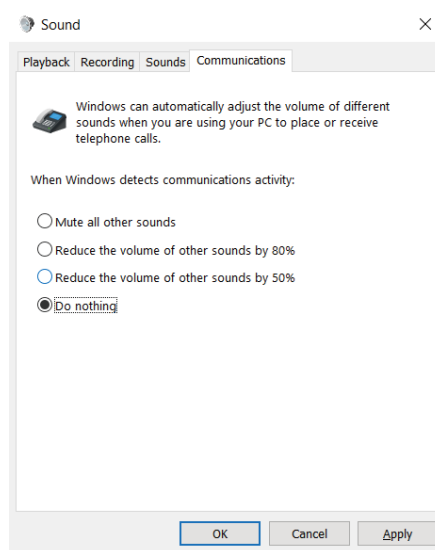 Sound
Playback Recording Sounds Communications
Windows can automatically adjust the volume of different
sounds when you are using your PC to place or receive
telephone calls.
When Windows detects communications activity:
Mute all other sounds
Reduce the volume of other sounds by 80%
Reduce the volume of other sounds by 50%
Do nothing
OK Cancel Apply